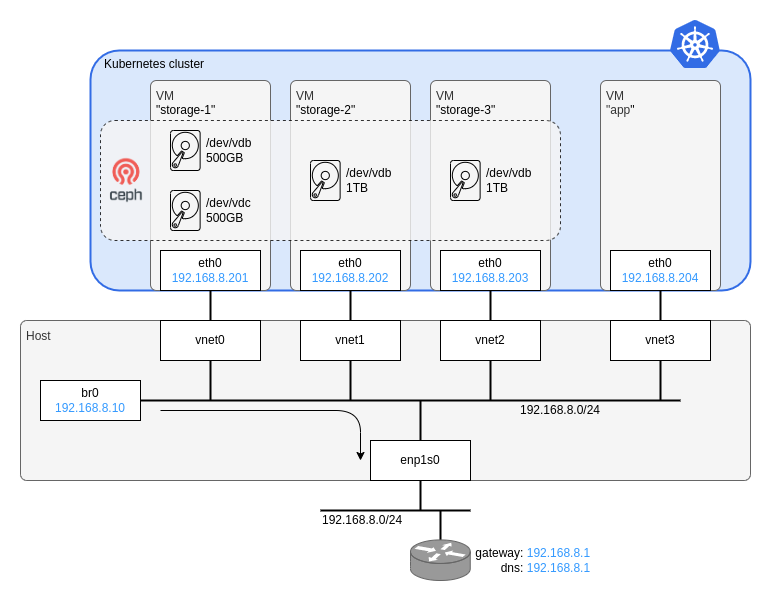 Kubernetes cluster
VM
"storage-1"
VM
"storage-2"
VM
"storage-3"
VM
"app"
ceph
/dev/vdb
500GB
/dev/vdc
500GB
/dev/vdb
1TB
/dev/vdb
1TB
eth0
192.168.8.201
eth0
192.168.8.202
eth0
192.168.8.203
eth0
192.168.8.204
Host
vnet0
vnet1
vnet2
vnet3
br0
192.168.8.10
192.168.8.0/24
enp1s0
192.168.8.0/24
gateway: 192.168.8.1
dns: 192.168.8.1